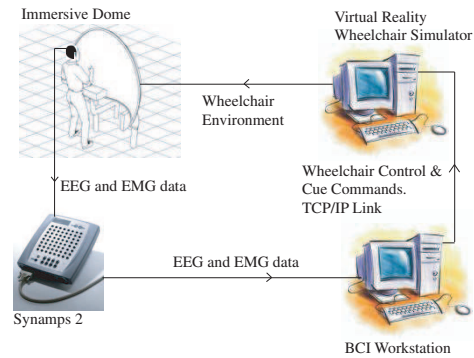 Immersive Dome
Virtual Reality
Wheelchair Simulator
Wheelchair
Environment
EEG and EMG data
Wheelchair Control &
Cue Commands.
TCP/IP Link
EEG and EMG data
Synamps 2
BCI Workstation